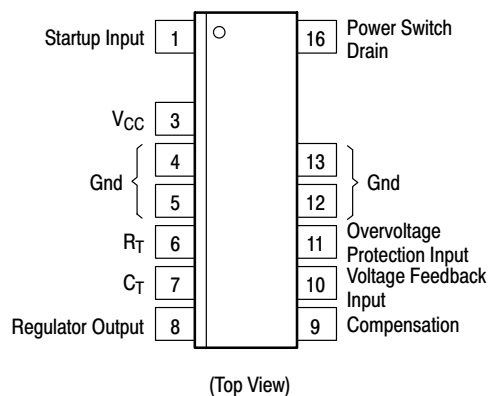 Startup Input 1 16 Power Switch
Drain
VCC 3
4 13
Gnd Gnd
5 12
RT 6 11 Overvoltage
Protection Input
CT 7 10 Voltage Feedback
Input
Regulator Output 8 9 Compensation
(Top View)